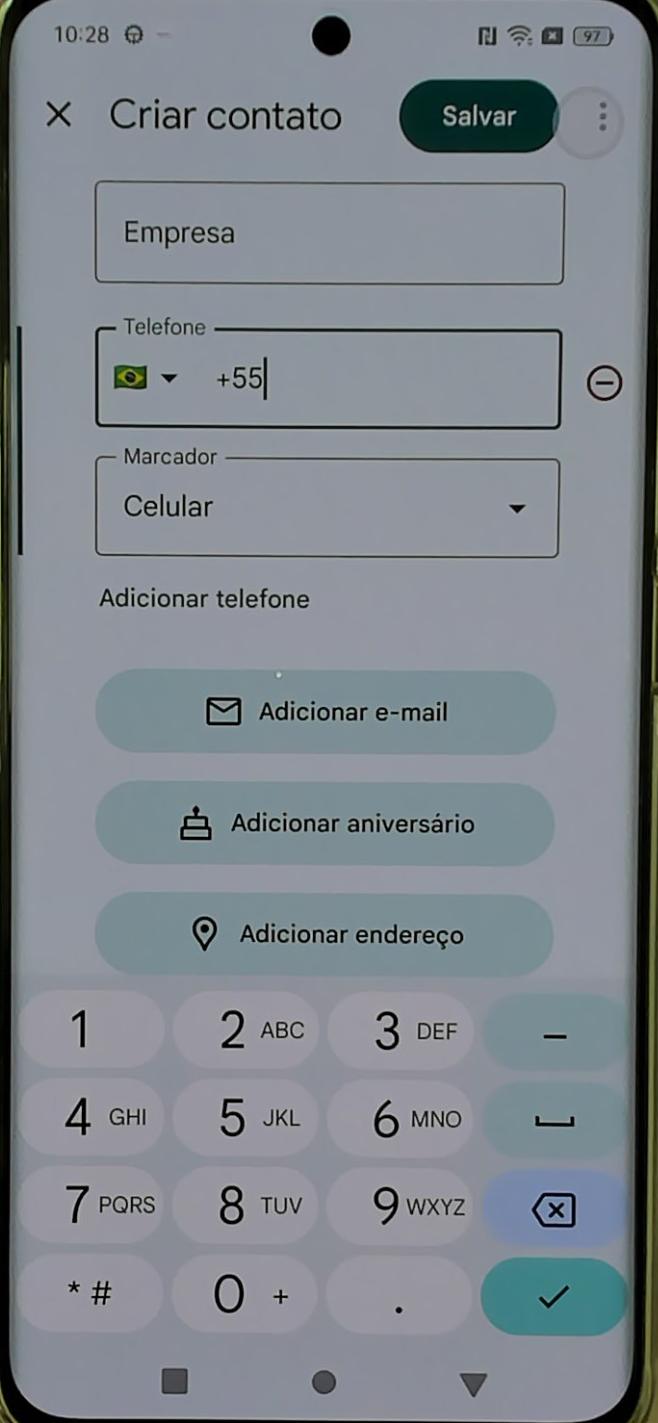 10:28 97
Criar contato Salvar
Empresa
Telefone
+55
Marcador
Celular
Adicionar telefone
Adicionar e-mail
Adicionar aniversário
Adicionar endereço
1 2 ABC 3 DEF –
4 GHI 5 JKL 6 MNO
7 PQRS 8 TUV 9 WXYZ
* # 0 + .